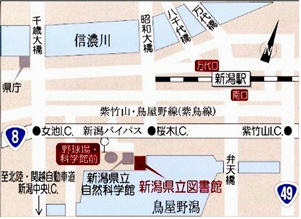 千歳大橋
信濃川
昭和大橋
八千代橋
万代橋
万代口
新潟駅
南口
県庁
紫竹山・鳥屋野線(紫鳥線)
8
女池I.C.
新潟バイパス
桜木I.C.
紫竹山I.C.
野球場・
科学館前
至北陸・関越自動車道
新潟中央I.C.
新潟県立
自然科学館
新潟県立図書館
弁天橋
鳥屋野潟
49